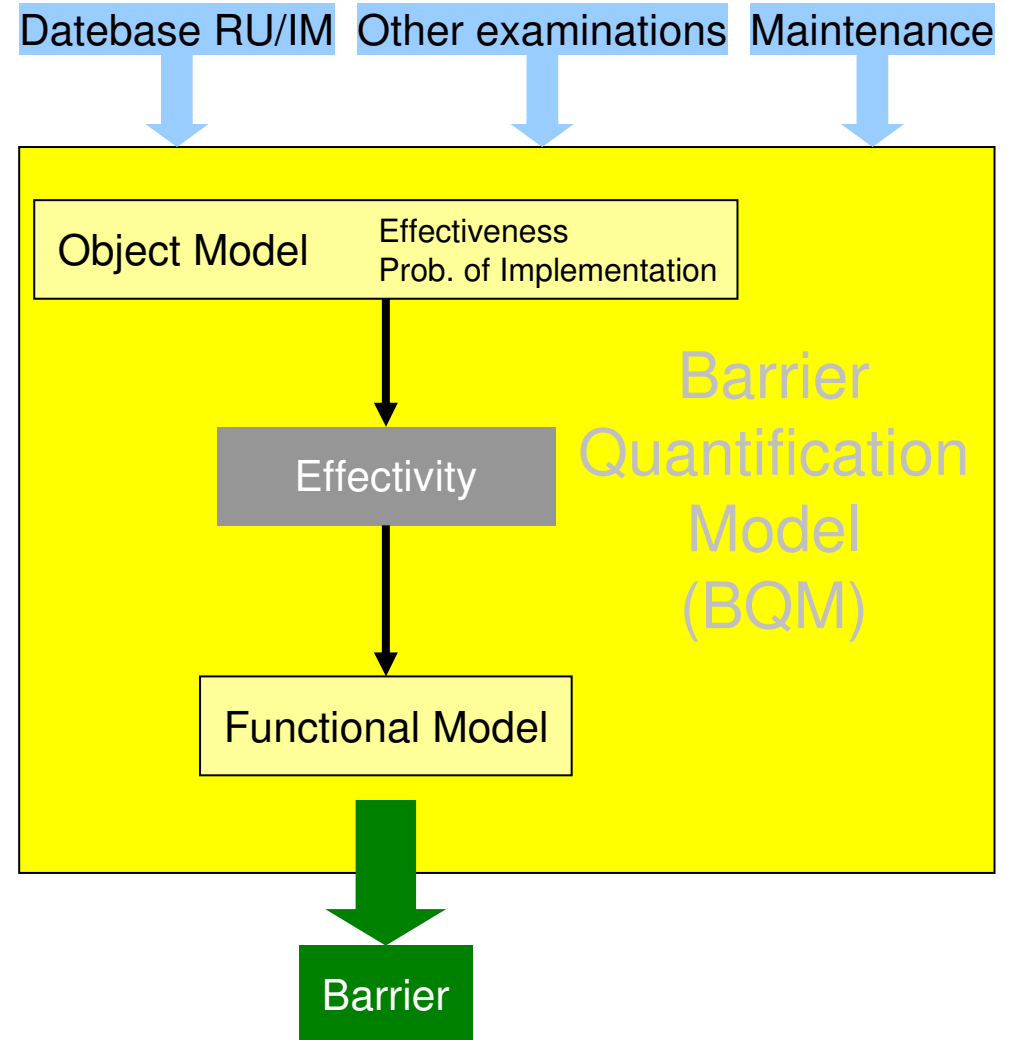 Datebase RU/IM
Other examinations
Maintenance
Object Model
Effectiveness
Prob. of Implementation
Barrier
Quantification
Model
(BQM)
Effectivity
Functional Model
Barrier